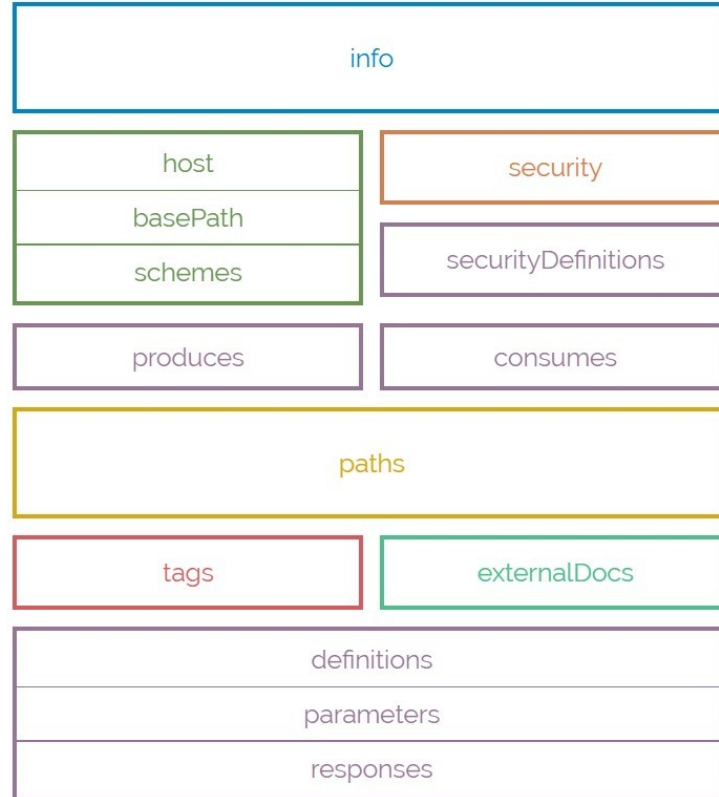 info
host
security
basePath
securityDefinitions
schemes
produces
consumes
paths
tags
externalDocs
definitions
parameters
responses